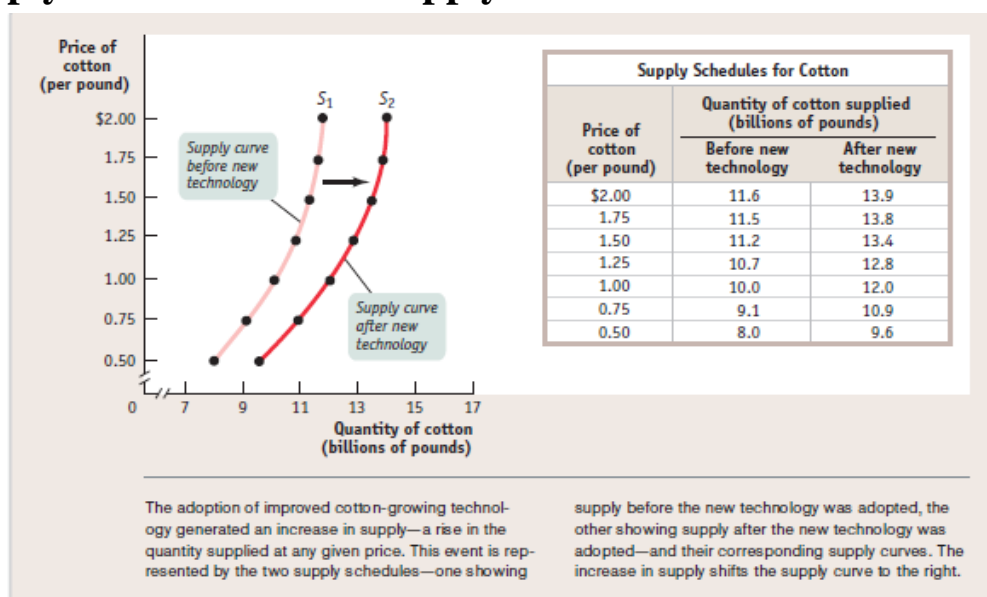 Price of
cotton
(per pound)
$2.00
1.75
1.50
1.25
1.00
0.75
0.50
0
7
9
11
13
15
17
Quantity of cotton
(billions of pounds)
S1
S2
Supply curve
before new
technology
Supply curve
after new
technology
Supply Schedules for Cotton
Quantity of cotton supplied
(billions of pounds)
Price of
cotton
(per pound)
Before new
technology
After new
technology
$2.00 11.6 13.9
1.75 11.5 13.8
1.50 11.2 13.4
1.25 10.7 12.8
1.00 10.0 12.0
0.75 9.1 10.9
0.50 8.0 9.6
The adoption of improved cotton-growing technol-
ogy generated an increase in supply—a rise in the
quantity supplied at any given price. This event is rep-
resented by the two supply schedules—one showing
supply before the new technology was adopted, the
other showing supply after the new technology was
adopted—and their corresponding supply curves. The
increase in supply shifts the supply curve to the right.